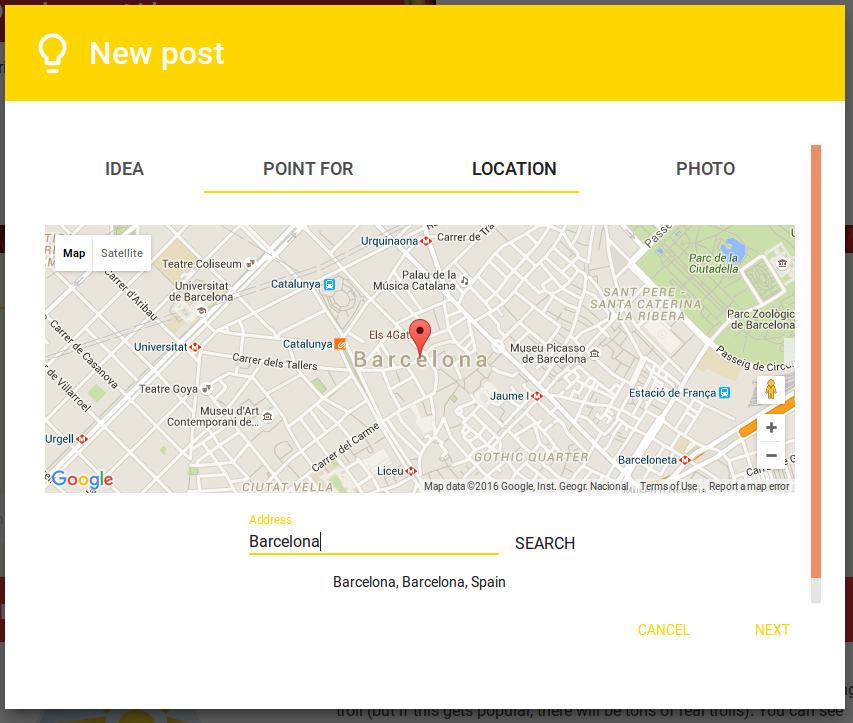 New post
IDEA
POINT FOR
LOCATION
PHOTO
Map
Satellite
Urquinaona
Carrer de
Teatre Coliseum
Palau de la
Música Catalana
Parc de la
Ciutadella
Universitat
de Barcelona
Catalunya
Carrer d'Aribau
SANT PERE -
SANTA CATERINA
I LA RIBERA
Parc Zoològic
de Barcelona
Carrer de Casanova
Els 4Gat
Universitat
Catalunya
Barcelona
Museu Picasso
de Barcelona
Passeig de Circu
Carrer dels Tallers
de Villarroel
Teatre Goya
Jaume I
Estació de França
Museu d'Art
Contemporani de...
Urgell
Carrer del Carme
GOTHIC QUARTER
Barceloneta
Liceu
Google
CIUTAT VELLA
Map data ©2016 Google, Inst. Geogr. Nacional
Terms of Use
Report a map error
Address
Barcelona
SEARCH
Barcelona, Barcelona, Spain
CANCEL
NEXT
troll (but if this gets popular, there will be tons of real trolls). You can see